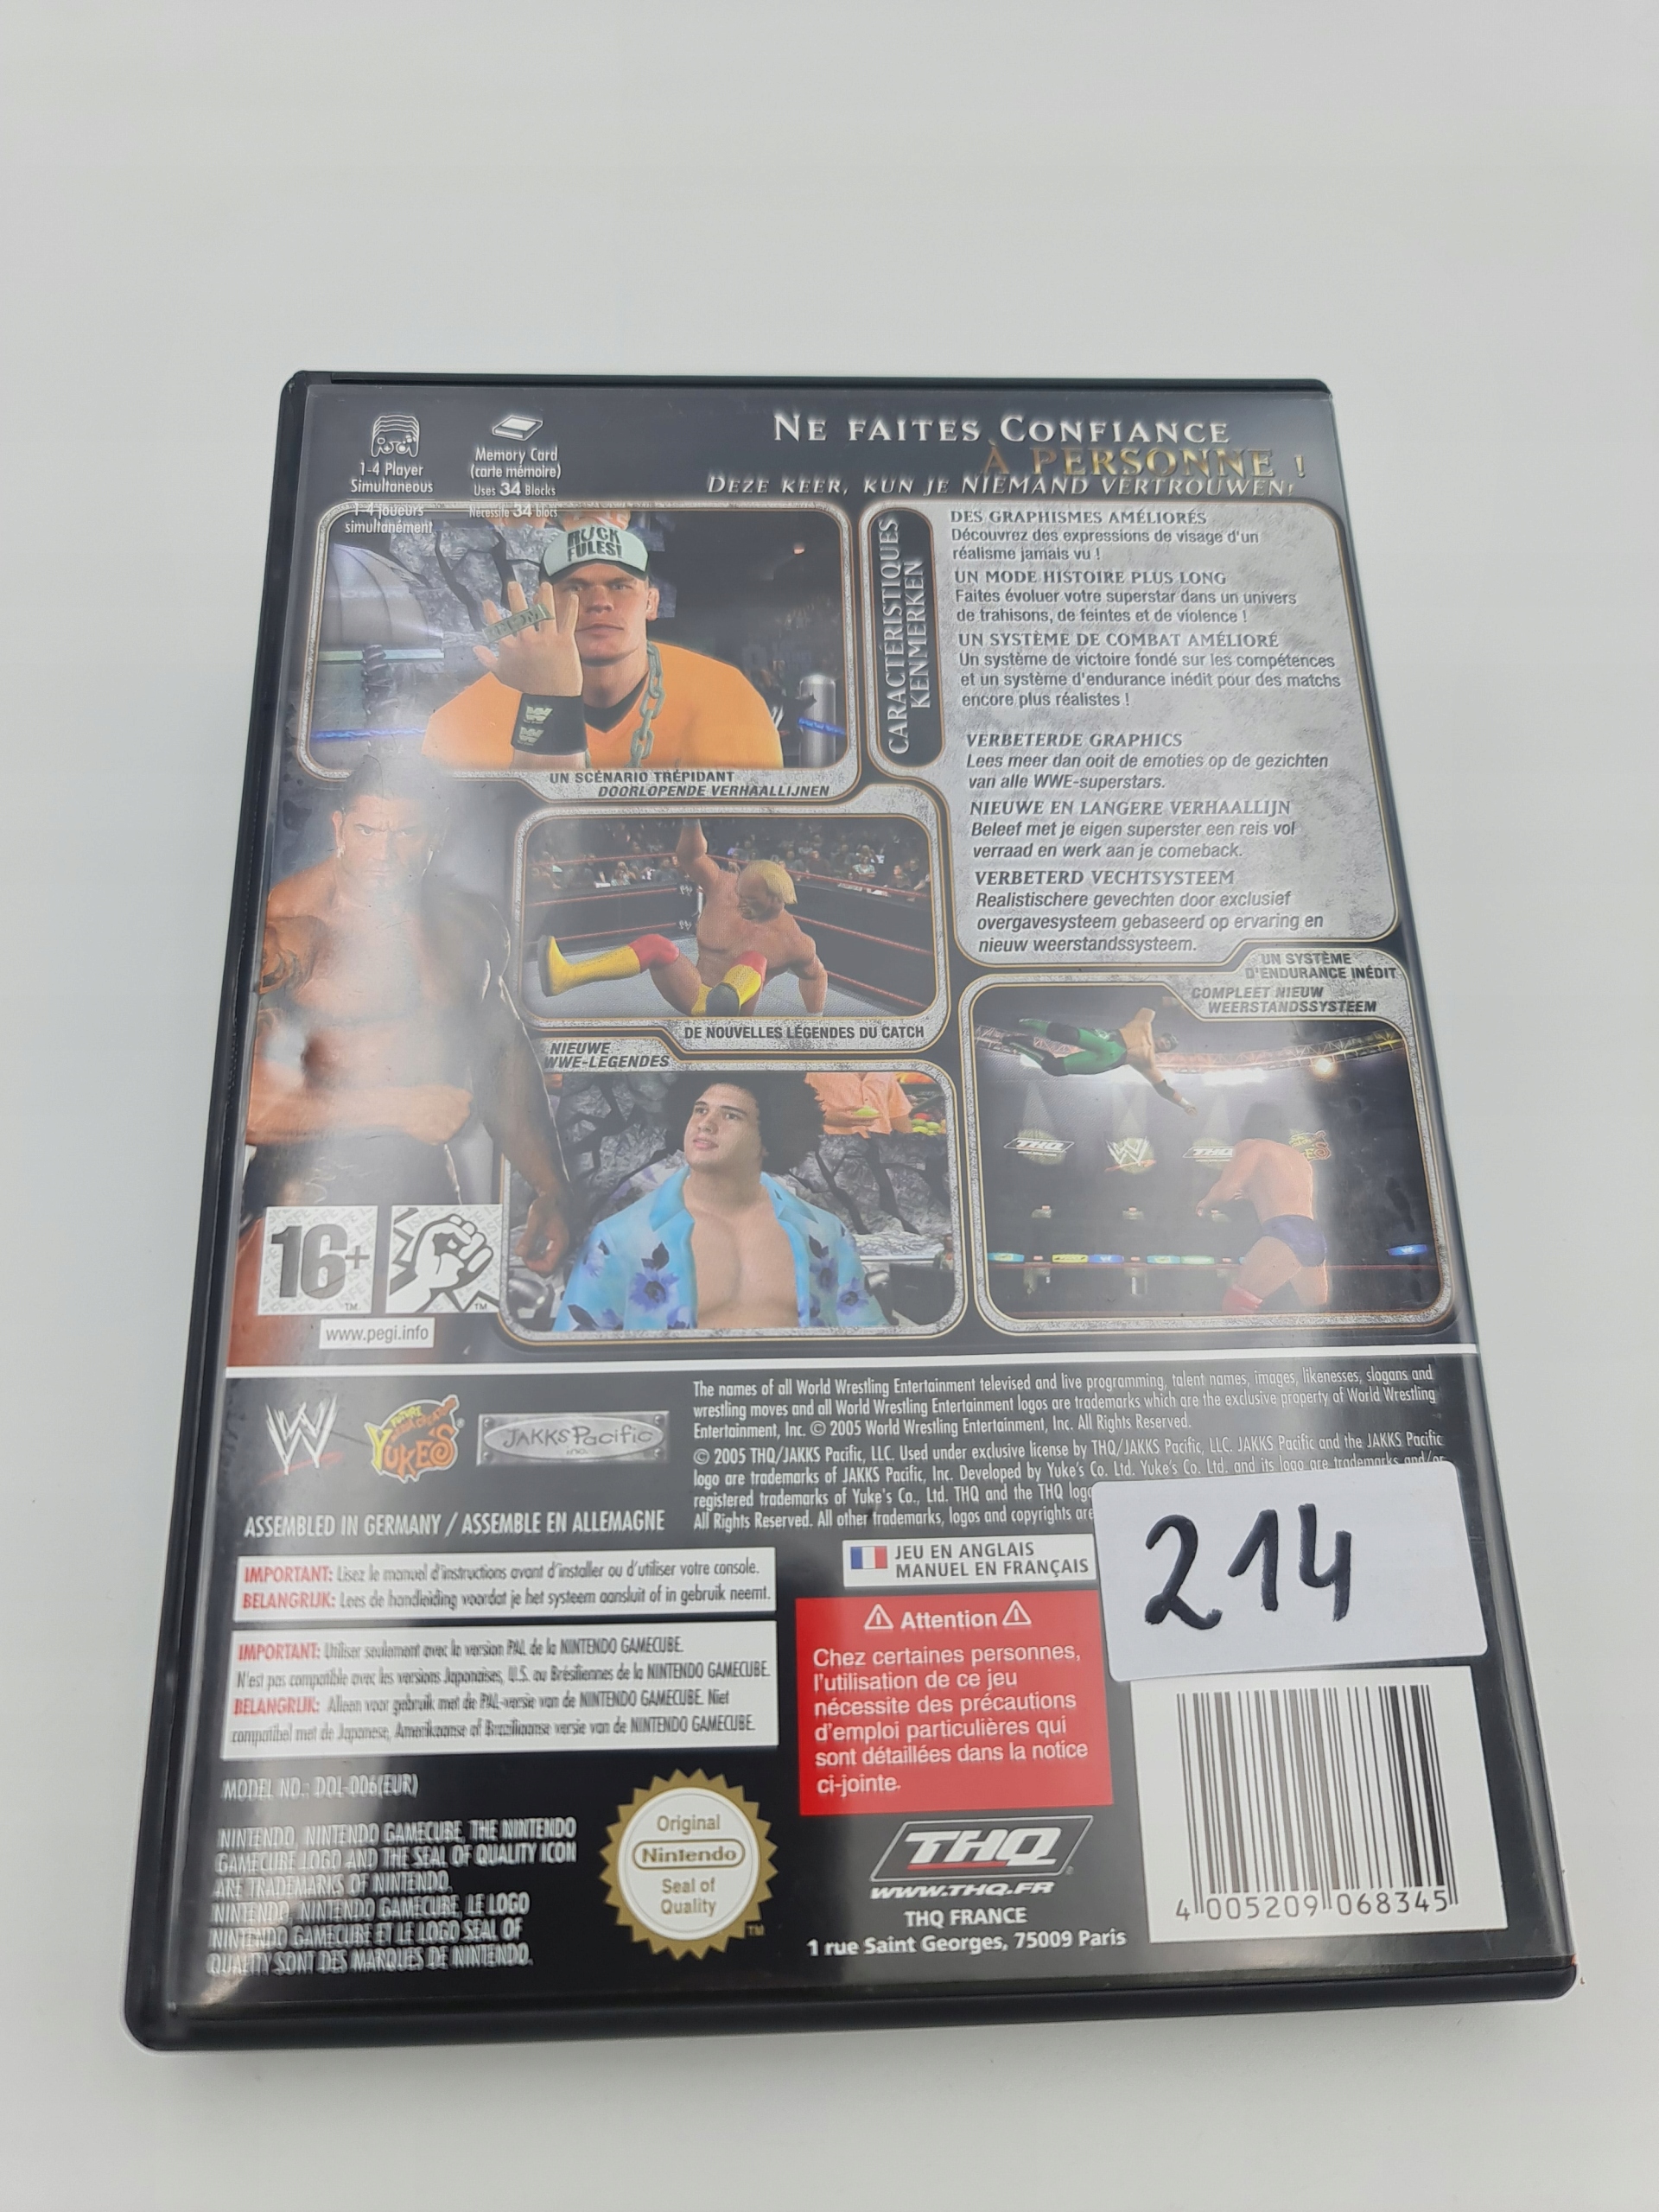 1-4 Player
Simultaneous
1-4 joueurs
simultanément
Memory Card
(carte mémoire)
Uses 34 Blocks
Nécessite 34 blocs
NE FAITES CONFIANCE
À PERSONNE !
DEZE KEER, KUN JE NIEMAND VERTROUWEN!
RUCK
FULES!
UN SCÉNARIO TRÉPIDANT
DOORLOPENDE VERHAALLIJNEN
CARACTÉRISTIQUES
KENMERKEN
DES GRAPHISMES AMÉLIORÉS
Découvrez des expressions de visage d'un
réalisme jamais vu !
UN MODE HISTOIRE PLUS LONG
Faites évoluer votre superstar dans un univers
de trahisons, de feintes et de violence !
UN SYSTÈME DE COMBAT AMÉLIORÉ
Un système de victoire fondé sur les compétences
et un système d'endurance inédit pour des matchs
encore plus réalistes !
VERBETERDE GRAPHICS
Lees meer dan ooit de emoties op de gezichten
van alle WWE-superstars.
NIEUWE EN LANGERE VERHAALLIJN
Beleef met je eigen superster een reis vol
verraad en werk aan je comeback.
VERBETERD VECHTSYSTEEM
Realistischere gevechten door exclusief
overgavesysteem gebaseerd op ervaring en
nieuw weerstandssysteem.
DE NOUVELLES LÉGENDES DU CATCH
NIEUWE
WWE-LEGENDES
UN SYSTÈME
D'ENDURANCE INÉDIT
COMPLEET NIEUW
WEERSTANDSSYSTEEM
THQ
THQ
16+
TM
TM
www.pegi.info
W
FUTURE
YUKE'S
JAKKS Pacific
INC.
The names of all World Wrestling Entertainment televised and live programming, talent names, images, likenesses, slogans and
wrestling moves and all World Wrestling Entertainment logos are trademarks which are the exclusive property of World Wrestling
Entertainment, Inc. © 2005 World Wrestling Entertainment, Inc. All Rights Reserved.
© 2005 THQ/JAKKS Pacific, LLC. Used under exclusive license by THQ/JAKKS Pacific, LLC. JAKKS Pacific and the JAKKS Pacific
logo are trademarks of JAKKS Pacific, Inc. Developed by Yuke's Co. Ltd. Yuke's Co. Ltd. and its logo are trademarks and/or
registered trademarks of Yuke's Co., Ltd. THQ and the THQ logo
All Rights Reserved. All other trademarks, logos and copyrights are
ASSEMBLED IN GERMANY / ASSEMBLE EN ALLEMAGNE
214
IMPORTANT: Lisez le manuel d'instructions avant d'installer ou d'utiliser votre console.
BELANGRIJK: Lees de handleiding voordat je het systeem aansluit of in gebruik neemt.
IMPORTANT: Utiliser seulement avec la version PAL de la NINTENDO GAMECUBE.
N'est pas compatible avec les versions Japonaises, U.S. ou Brésiliennes de la NINTENDO GAMECUBE.
BELANGRIJK: Alleen voor gebruik met de PAL-versie van de NINTENDO GAMECUBE. Niet
compatibel met de Japanese, Amerikaanse of Braziliaanse versie van de NINTENDO GAMECUBE.
JEU EN ANGLAIS
MANUEL EN FRANÇAIS
Attention
Chez certaines personnes,
l'utilisation de ce jeu
nécessite des précautions
d'emploi particulières qui
sont détaillées dans la notice
ci-jointe.
MODEL NO.: DOL-006(EUR)
NINTENDO, NINTENDO GAMECUBE, THE NINTENDO
GAMECUBE LOGO AND THE SEAL OF QUALITY ICON
ARE TRADEMARKS OF NINTENDO.
NINTENDO, NINTENDO GAMECUBE, LE LOGO
NINTENDO GAMECUBE ET LE LOGO SEAL OF
QUALITY SONT DES MARQUES DE NINTENDO.
Original
Nintendo
Seal of
Quality
TM
THQ
WWW.THQ.FR
THQ FRANCE
1 rue Saint Georges, 75009 Paris
4 005209 068345